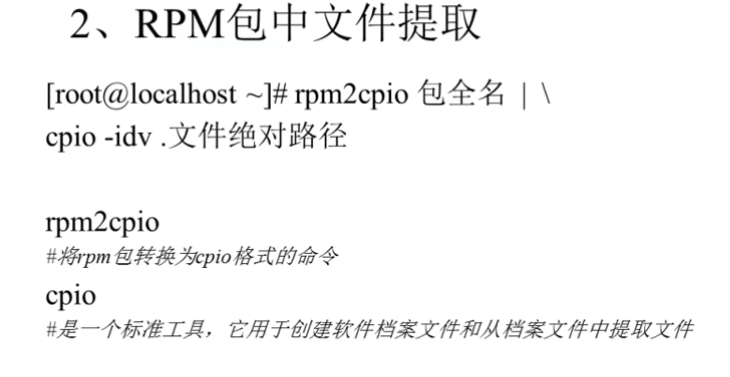 2、RPM包中文件提取
[root@localhost ~]# rpm2cpio 包全名 | \
cpio -idv .文件绝对路径
rpm2cpio
#将rpm包转换为cpio格式的命令
cpio
#是一个标准工具，它用于创建软件档案文件和从档案文件中提取文件